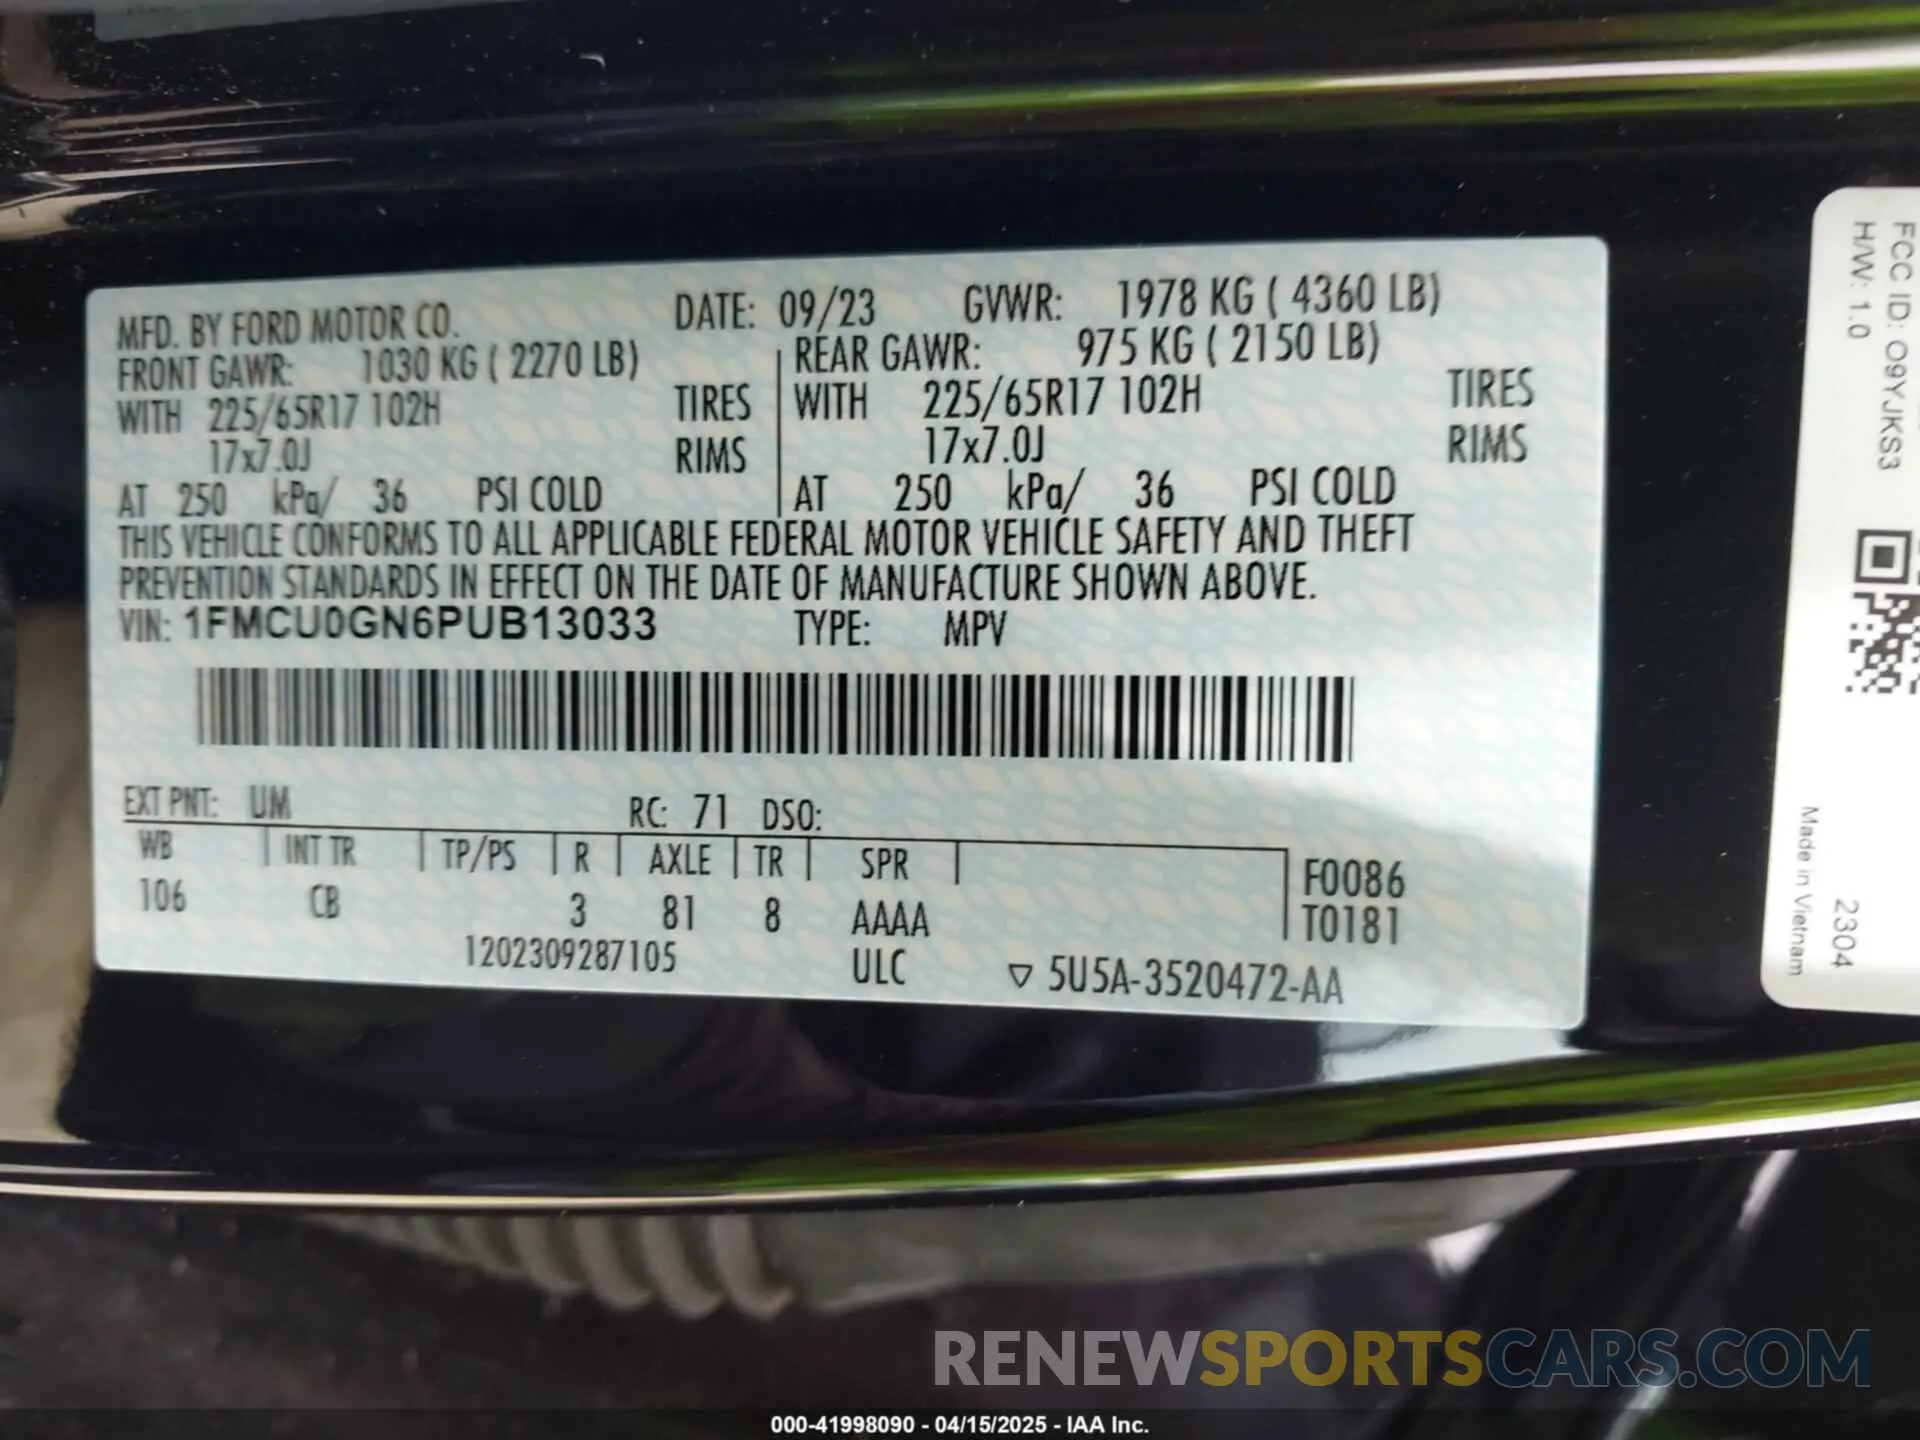 MFD. BY FORD MOTOR CO. DATE: 09/23 GVWR: 1978 KG ( 4360 LB)
FRONT GAWR: 1030 KG ( 2270 LB) REAR GAWR: 975 KG ( 2150 LB)
WITH 225/65R17 102H TIRES WITH 225/65R17 102H TIRES
17x7.0J RIMS 17x7.0J RIMS
AT 250 kPa/ 36 PSI COLD AT 250 kPa/ 36 PSI COLD
THIS VEHICLE CONFORMS TO ALL APPLICABLE FEDERAL MOTOR VEHICLE SAFETY AND THEFT
PREVENTION STANDARDS IN EFFECT ON THE DATE OF MANUFACTURE SHOWN ABOVE.
VIN: 1FMCU0GN6PUB13033 TYPE: MPV
EXT PNT: UM RC: 71 DSO:
WB INT TR TP/PS R AXLE TR SPR F0086
106 CB 3 81 8 AAAA T0181
1202309287105 ULC ▽ 5U5A-3520472-AA
FCC ID: O9YJKS3
H/W: 1.0
2304
Made in Vietnam
RENEWSPORTSCARS.COM
000-41998090 - 04/15/2025 - IAA Inc.